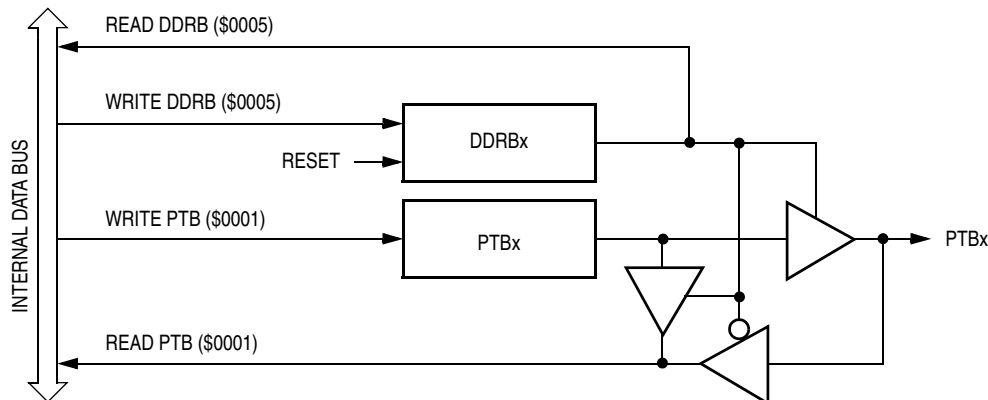 READ DDRB ($0005)
WRITE DDRB ($0005)
DDRBx
RESET
WRITE PTB ($0001)
PTBx
PTBx
READ PTB ($0001)
INTERNAL DATA BUS